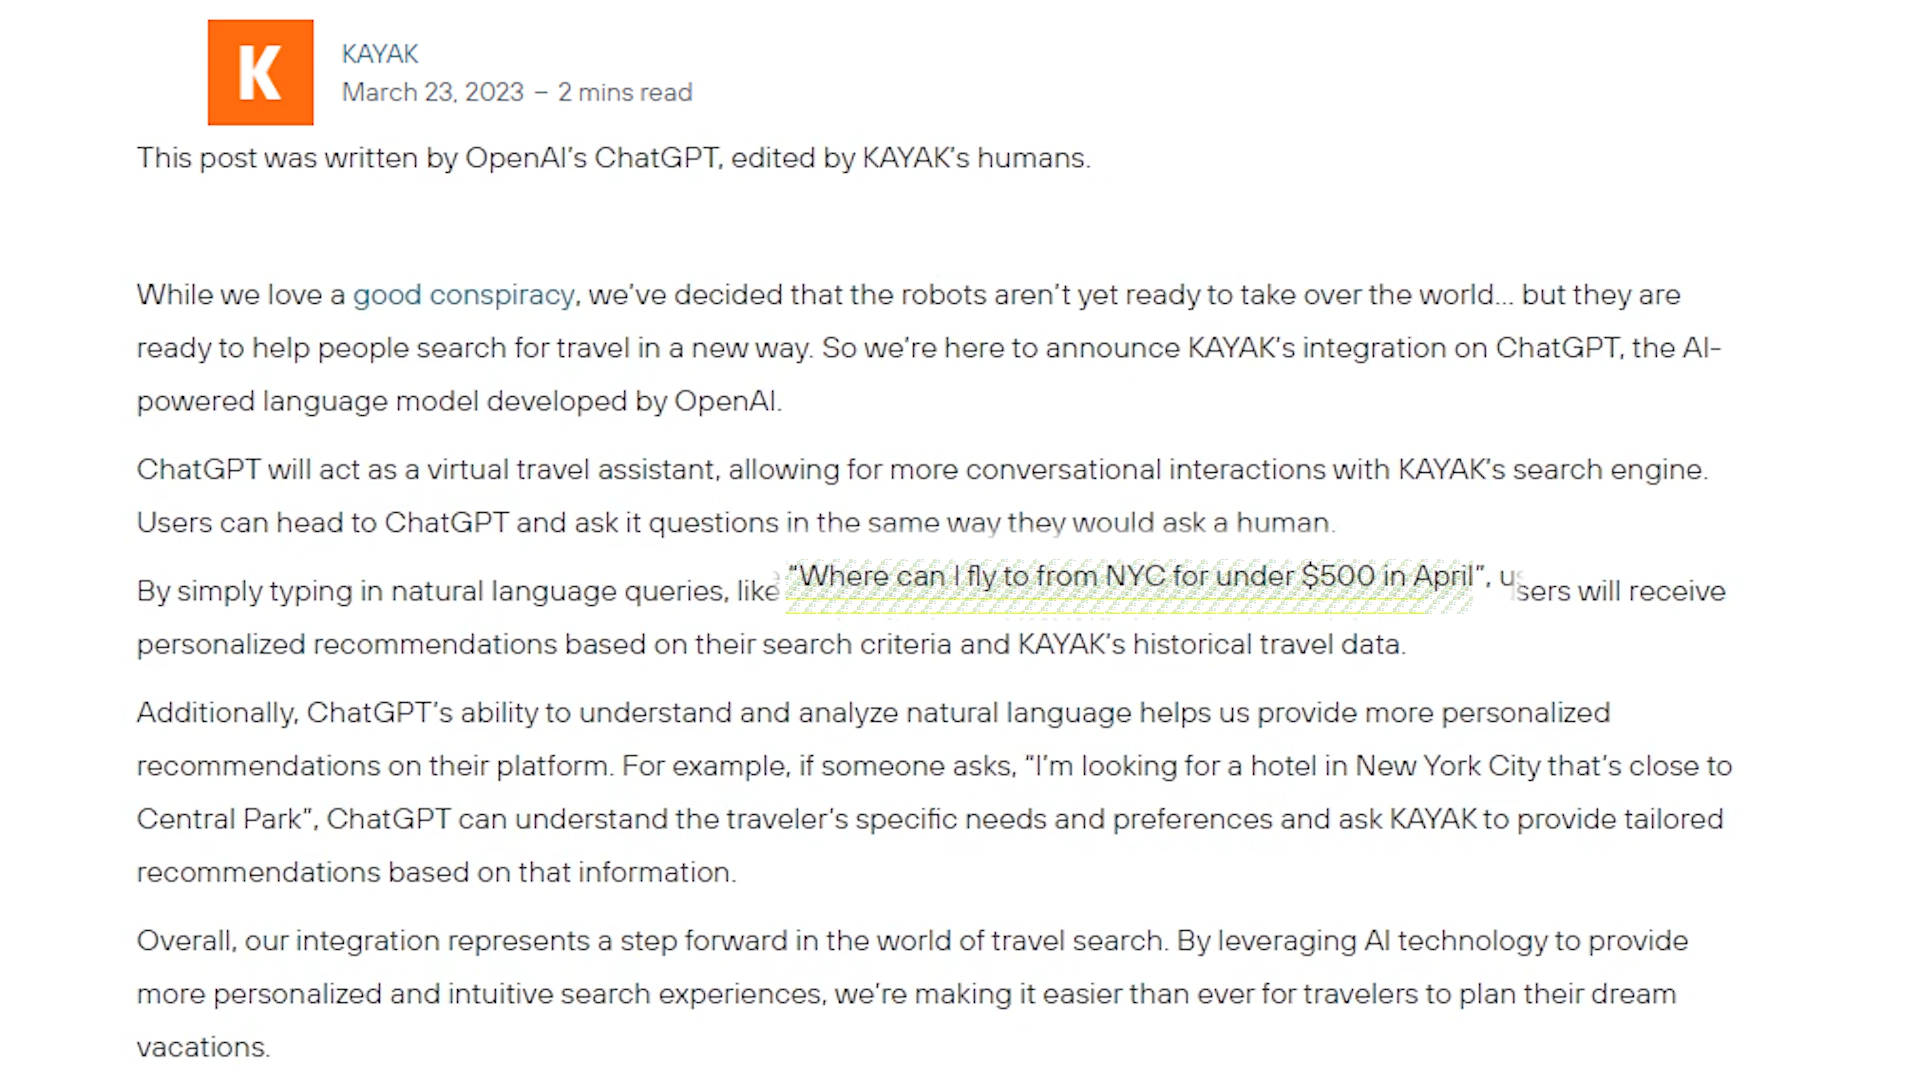 K
KAYAK
March 23, 2023 – 2 mins read
This post was written by OpenAI’s ChatGPT, edited by KAYAK’s humans.
While we love a good conspiracy, we’ve decided that the robots aren’t yet ready to take over the world... but they are
ready to help people search for travel in a new way. So we’re here to announce KAYAK’s integration on ChatGPT, the AI-
powered language model developed by OpenAI.
ChatGPT will act as a virtual travel assistant, allowing for more conversational interactions with KAYAK’s search engine.
Users can head to ChatGPT and ask it questions in the same way they would ask a human.
By simply typing in natural language queries, like “Where can I fly to from NYC for under $500 in April”, users will receive
personalized recommendations based on their search criteria and KAYAK’s historical travel data.
Additionally, ChatGPT’s ability to understand and analyze natural language helps us provide more personalized
recommendations on their platform. For example, if someone asks, “I’m looking for a hotel in New York City that’s close to
Central Park”, ChatGPT can understand the traveler’s specific needs and preferences and ask KAYAK to provide tailored
recommendations based on that information.
Overall, our integration represents a step forward in the world of travel search. By leveraging AI technology to provide
more personalized and intuitive search experiences, we’re making it easier than ever for travelers to plan their dream
vacations.